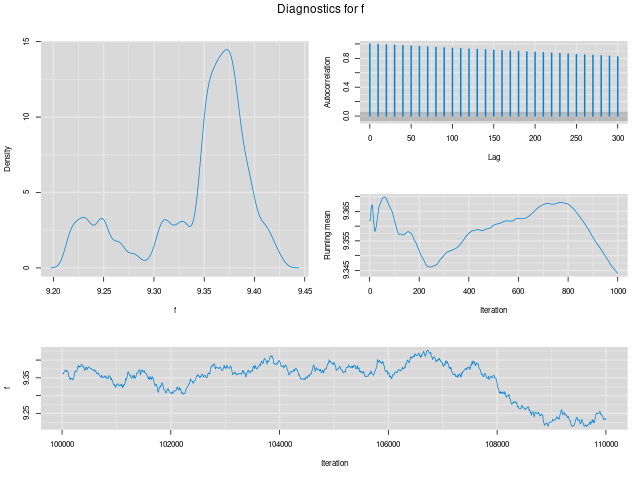 Diagnostics for f
15
10
5
0
Density
9.20 9.25 9.30 9.35 9.40 9.45
f
0.8
0.4
0.0
Autocorrelation
0 50 100 150 200 250 300
Lag
9.365
9.355
9.345
Running mean
0 200 400 600 800 1000
Iteration
9.35
9.25
f
100000 102000 104000 106000 108000 110000
Iteration